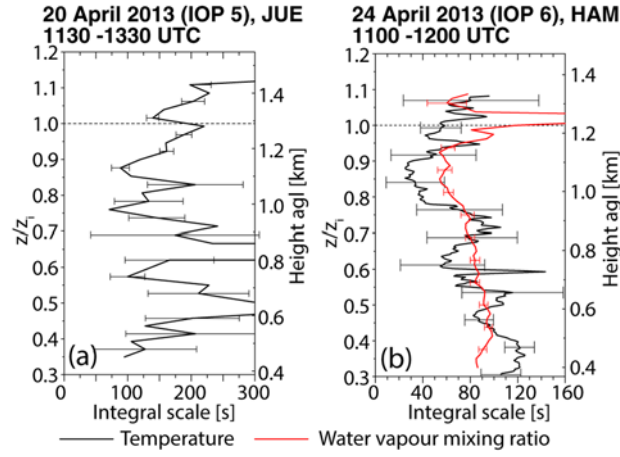 20 April 2013 (IOP 5), JUE
1130 -1330 UTC
24 April 2013 (IOP 6), HAM
1100 -1200 UTC
1.2
1.1
1.0
0.9
0.8
0.7
0.6
0.5
0.4
0.3
z/zi
0
100
200
300
Integral scale [s]
1.4
1.2
1.0
0.8
0.6
0.4
Height agl [km]
(a)
1.2
1.1
1.0
0.9
0.8
0.7
0.6
0.5
0.4
0.3
z/zi
0
40
80
120
160
Integral scale [s]
1.4
1.2
1.0
0.8
0.6
0.4
Height agl [km]
(b)
Temperature
Water vapour mixing ratio